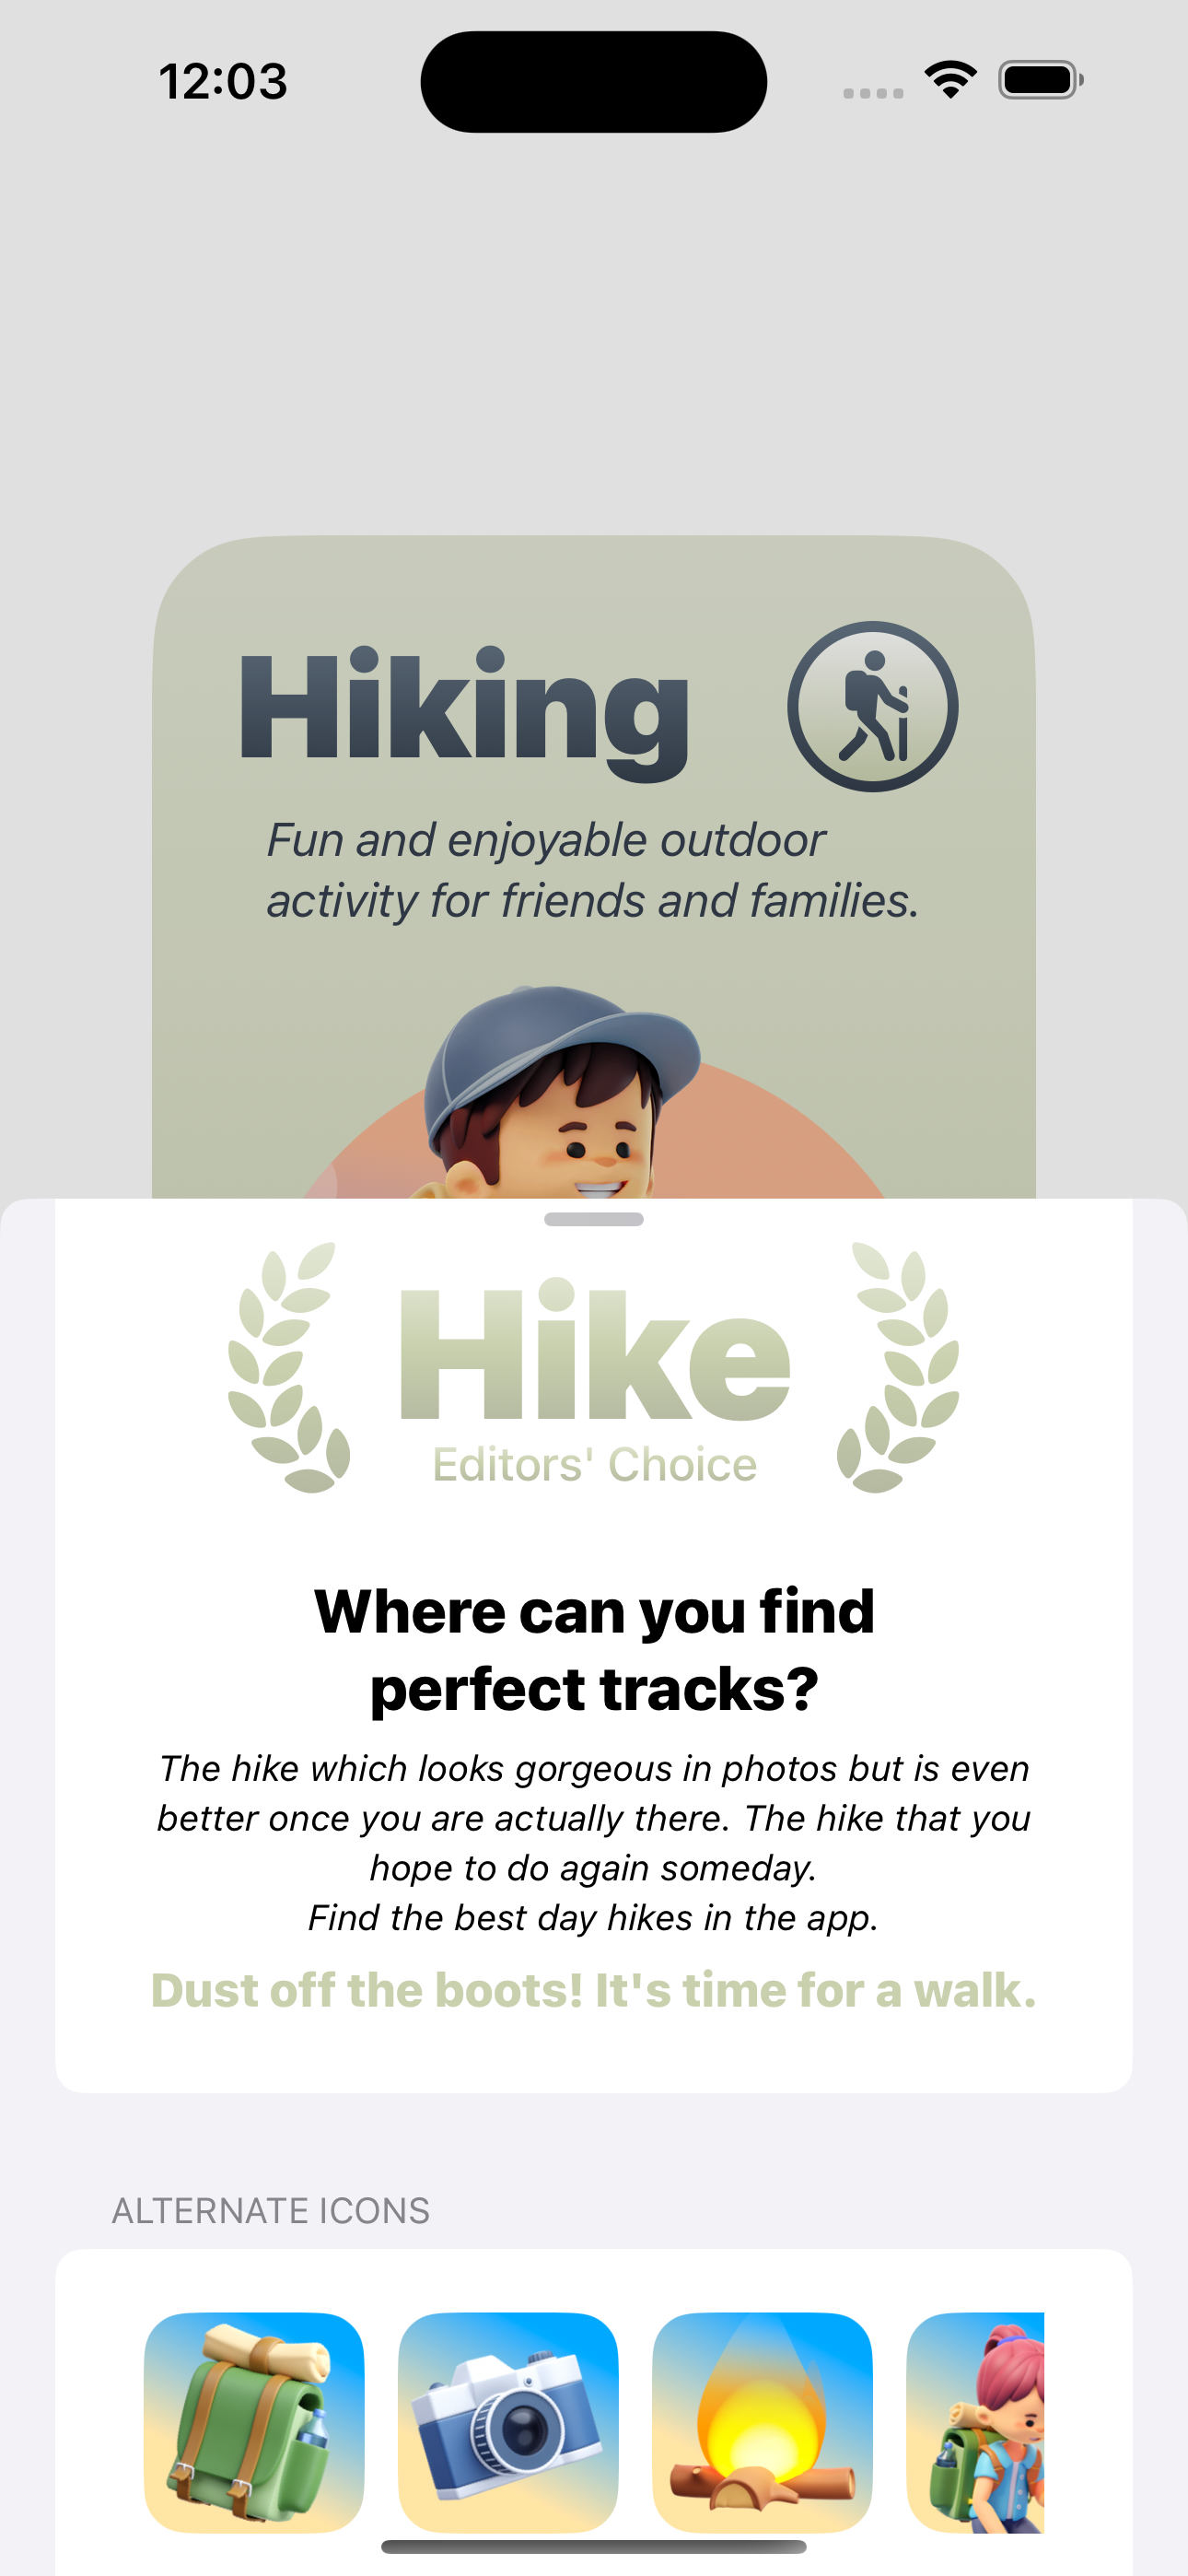 12:03
Hiking
Fun and enjoyable outdoor
activity for friends and families.
Hike
Editors' Choice
Where can you find
perfect tracks?
The hike which looks gorgeous in photos but is even
better once you are actually there. The hike that you
hope to do again someday.
Find the best day hikes in the app.
Dust off the boots! It's time for a walk.
ALTERNATE ICONS